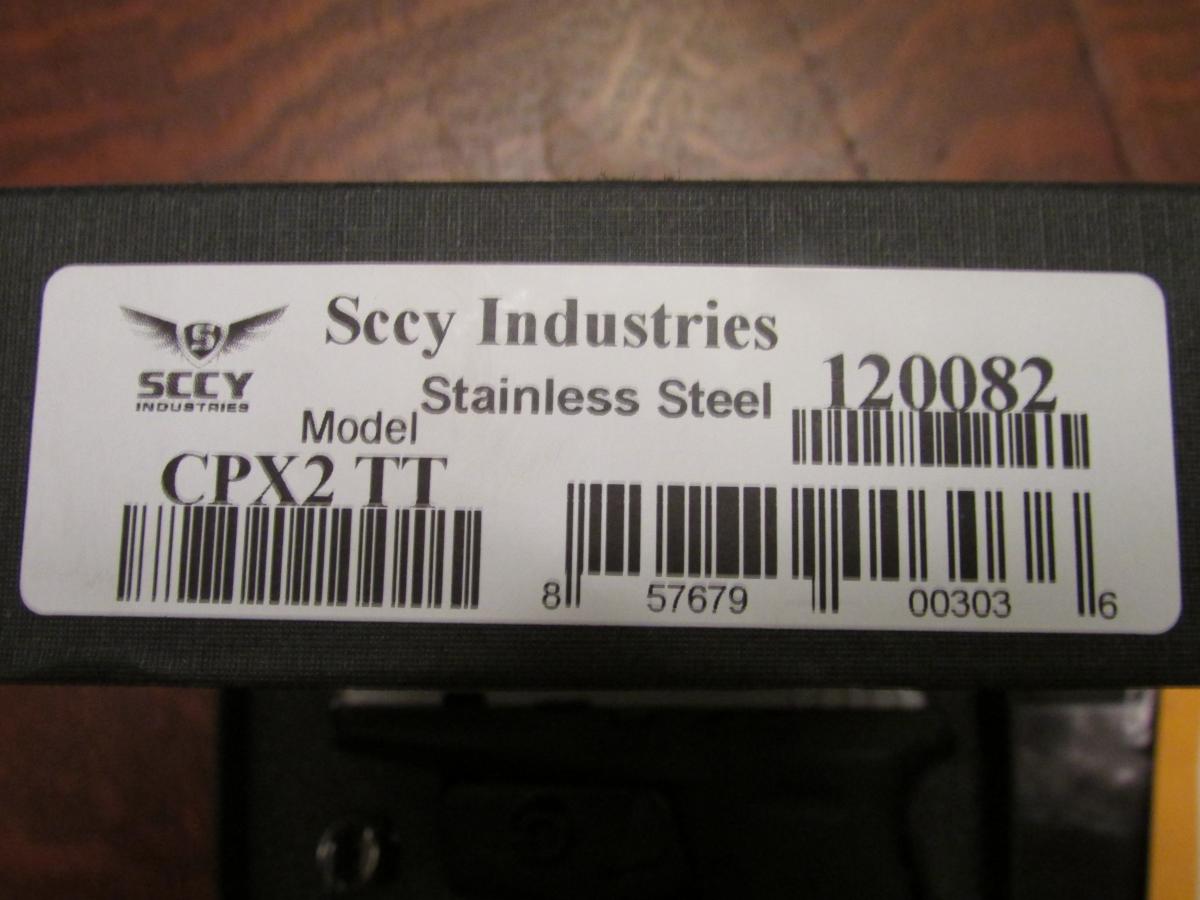 SCCY
INDUSTRIES
Sccy Industries
Stainless Steel
120082
Model
CPX2 TT
8 57679 00303 6